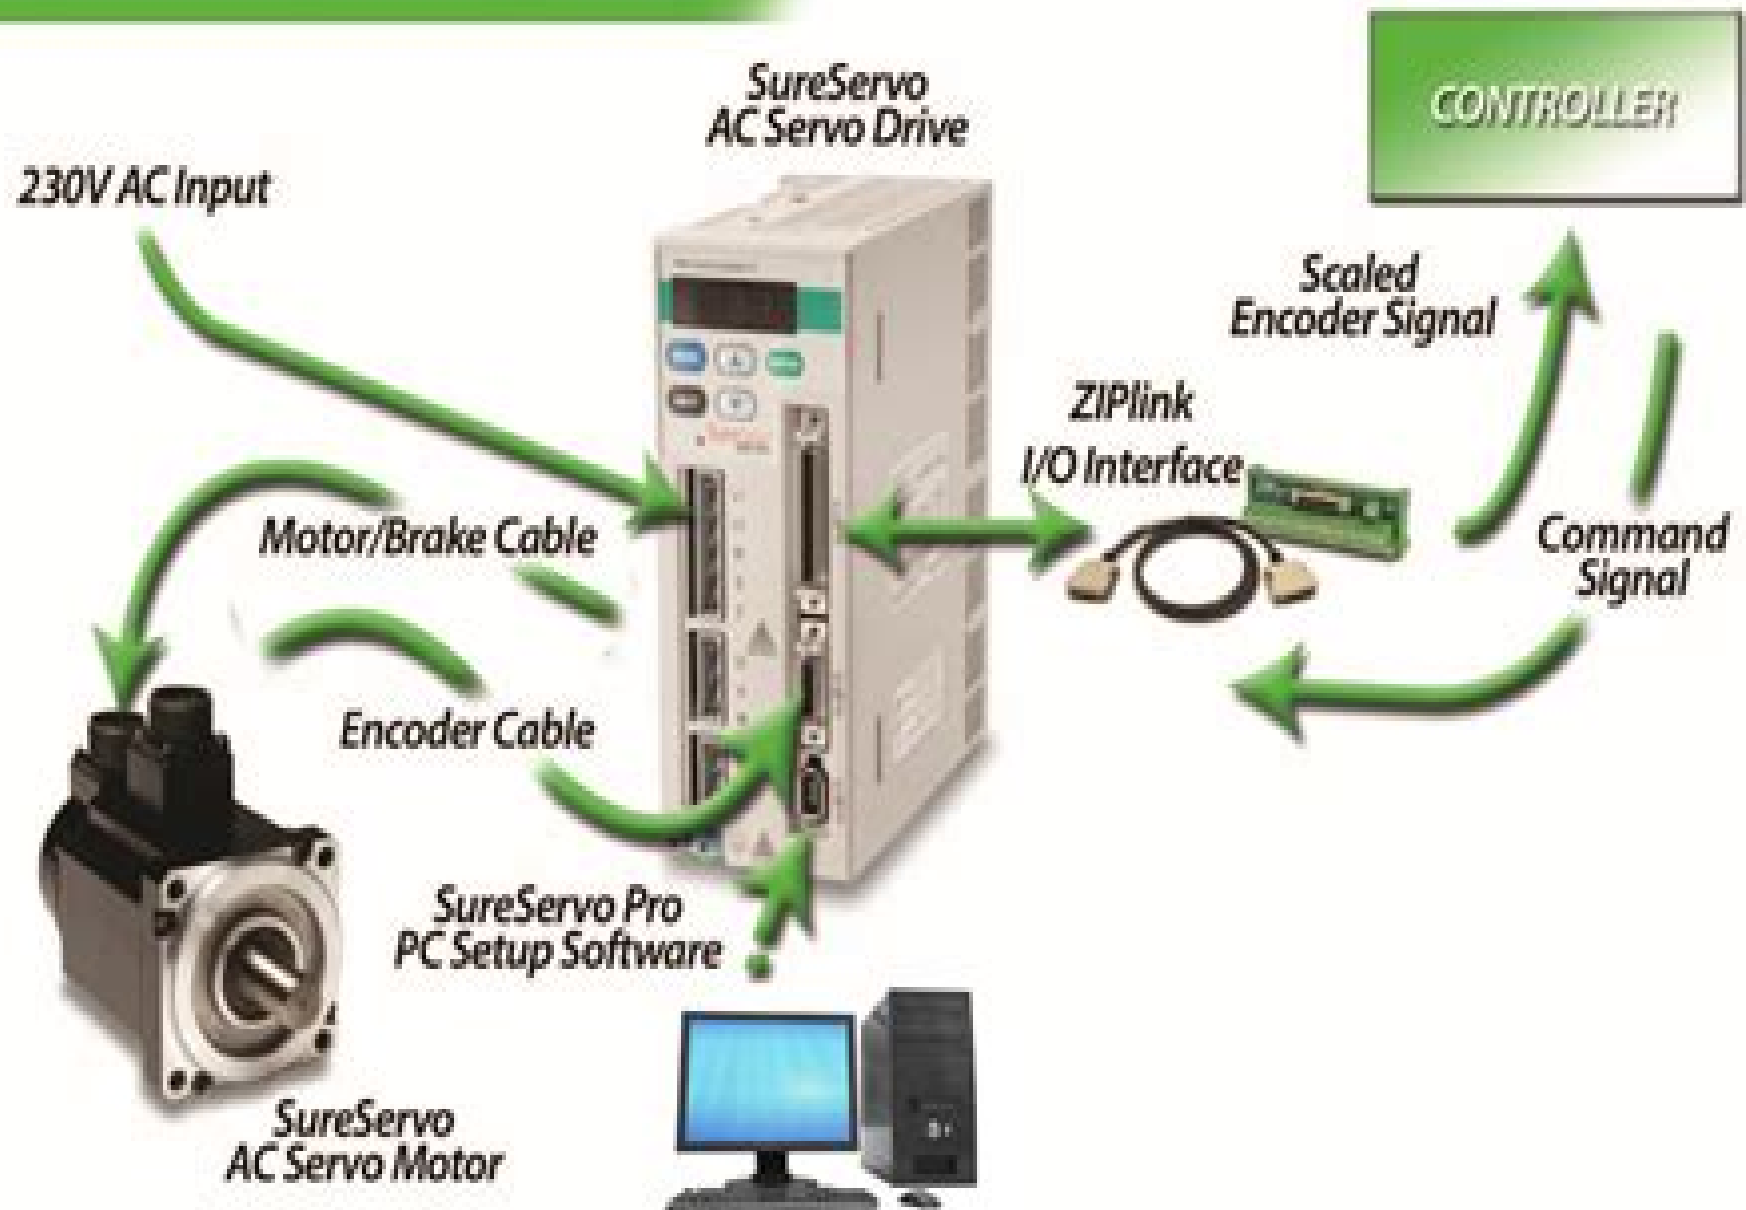 SureServo
AC Servo Drive
CONTROLLER
230V AC Input
Scaled
Encoder Signal
ZIPlink
I/O Interface
Motor/Brake Cable
Command
Signal
Encoder Cable
SureServo Pro
PC Setup Software
SureServo
AC Servo Motor